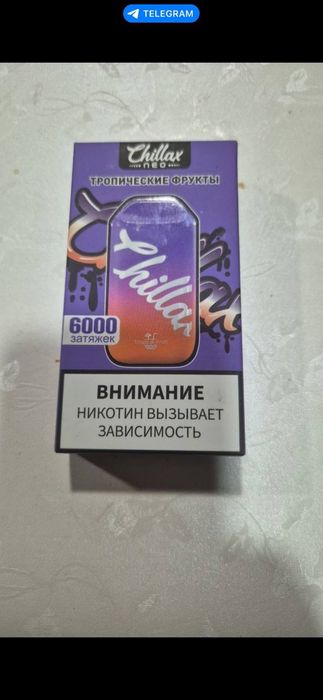 TELEGRAM
Chillax
NEO
ТРОПИЧЕСКИЕ ФРУКТЫ
Chillax
6000
затяжек
ВНИМАНИЕ
НИКОТИН ВЫЗЫВАЕТ
ЗАВИСИМОСТЬ